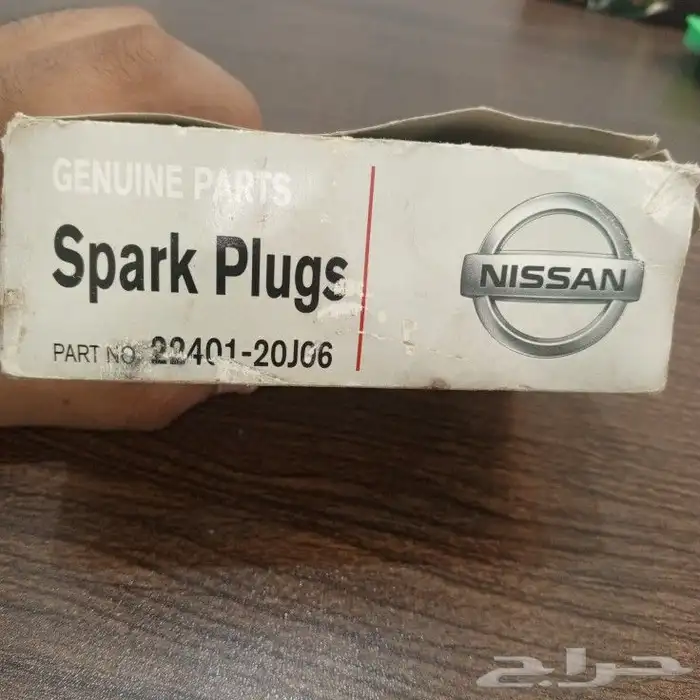 GENUINE PARTS
Spark Plugs
PART NO. 22401-20J06
NISSAN
حراج